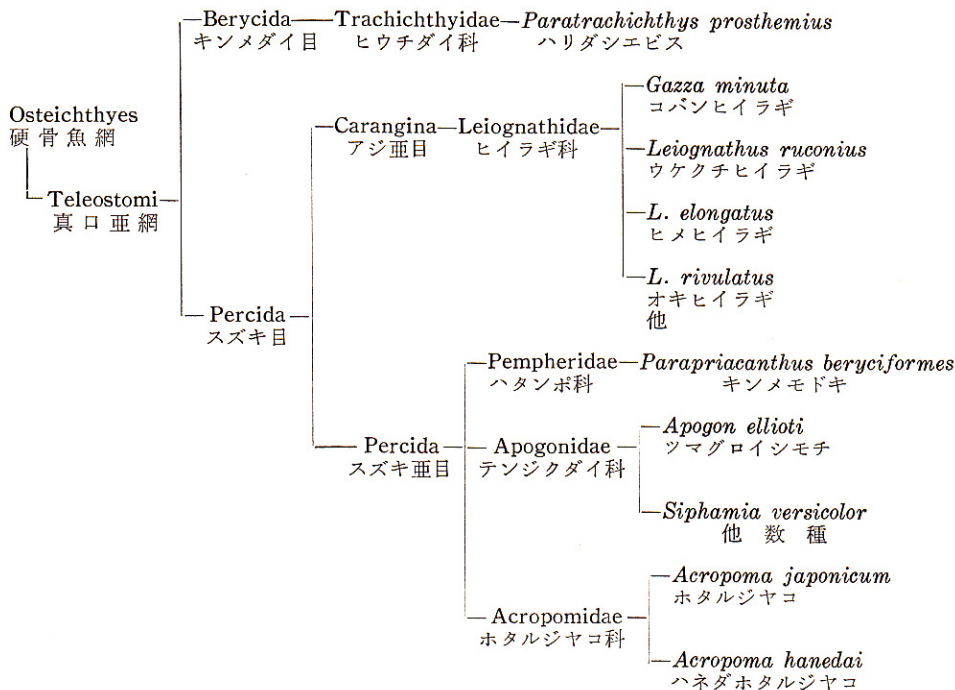 Berycida Trachichthyidae Paratrachichthys prosthemius
キンメダイ目 ヒウチダイ科 ハリダシエビス
Gazza minuta
コバンヒイラギ
Osteichthyes
硬骨魚網
Carangina Leiognathidae
アジ亜目 ヒイラギ科
Leiognathus ruconius
ウケクチヒイラギ
Teleostomi
真口亜網
L. elongatus
ヒメヒイラギ
L. rivulatus
オキヒイラギ
他
Percida
スズキ目
Pempheridae Parapriacanthus beryciformes
ハタンポ科 キンメモドキ
Percida Apogonidae
スズキ亜目 テンジクダイ科
Apogon ellioti
ツマグロイシモチ
Siphamia versicolor
他数種
Acropoma japonicum
ホタルジヤコ
Acropomidae
ホタルジヤコ科
Acropoma hanedai
ハネダホタルジヤコ